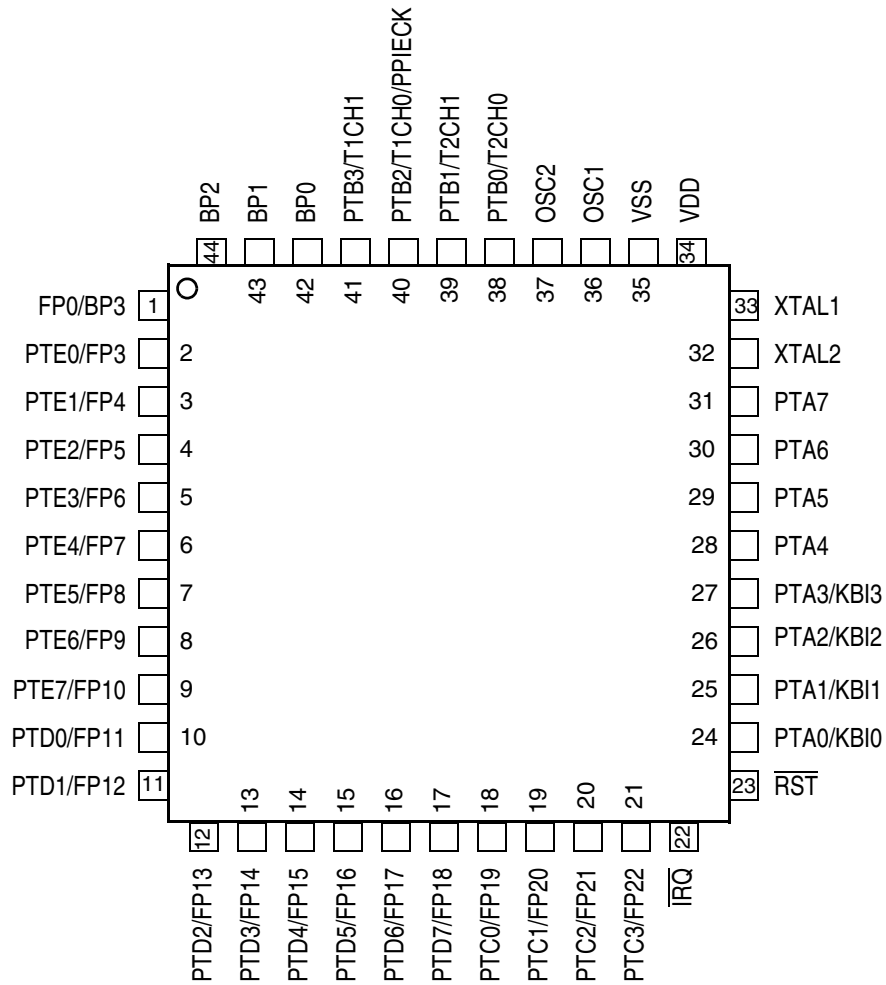 BP2
BP1
BP0
PTB3/T1CH1
PTB2/T1CH0/PPIECK
PTB1/T2CH1
PTB0/T2CH0
OSC2
OSC1
VSS
VDD
44
43
42
41
40
39
38
37
36
35
34
FP0/BP3 1
PTE0/FP3 2
PTE1/FP4 3
PTE2/FP5 4
PTE3/FP6 5
PTE4/FP7 6
PTE5/FP8 7
PTE6/FP9 8
PTE7/FP10 9
PTD0/FP11 10
PTD1/FP12 11
33 XTAL1
32 XTAL2
31 PTA7
30 PTA6
29 PTA5
28 PTA4
27 PTA3/KBI3
26 PTA2/KBI2
25 PTA1/KBI1
24 PTA0/KBI0
23 RST
12
13
14
15
16
17
18
19
20
21
22
PTD2/FP13
PTD3/FP14
PTD4/FP15
PTD5/FP16
PTD6/FP17
PTD7/FP18
PTC0/FP19
PTC1/FP20
PTC2/FP21
PTC3/FP22
IRQ